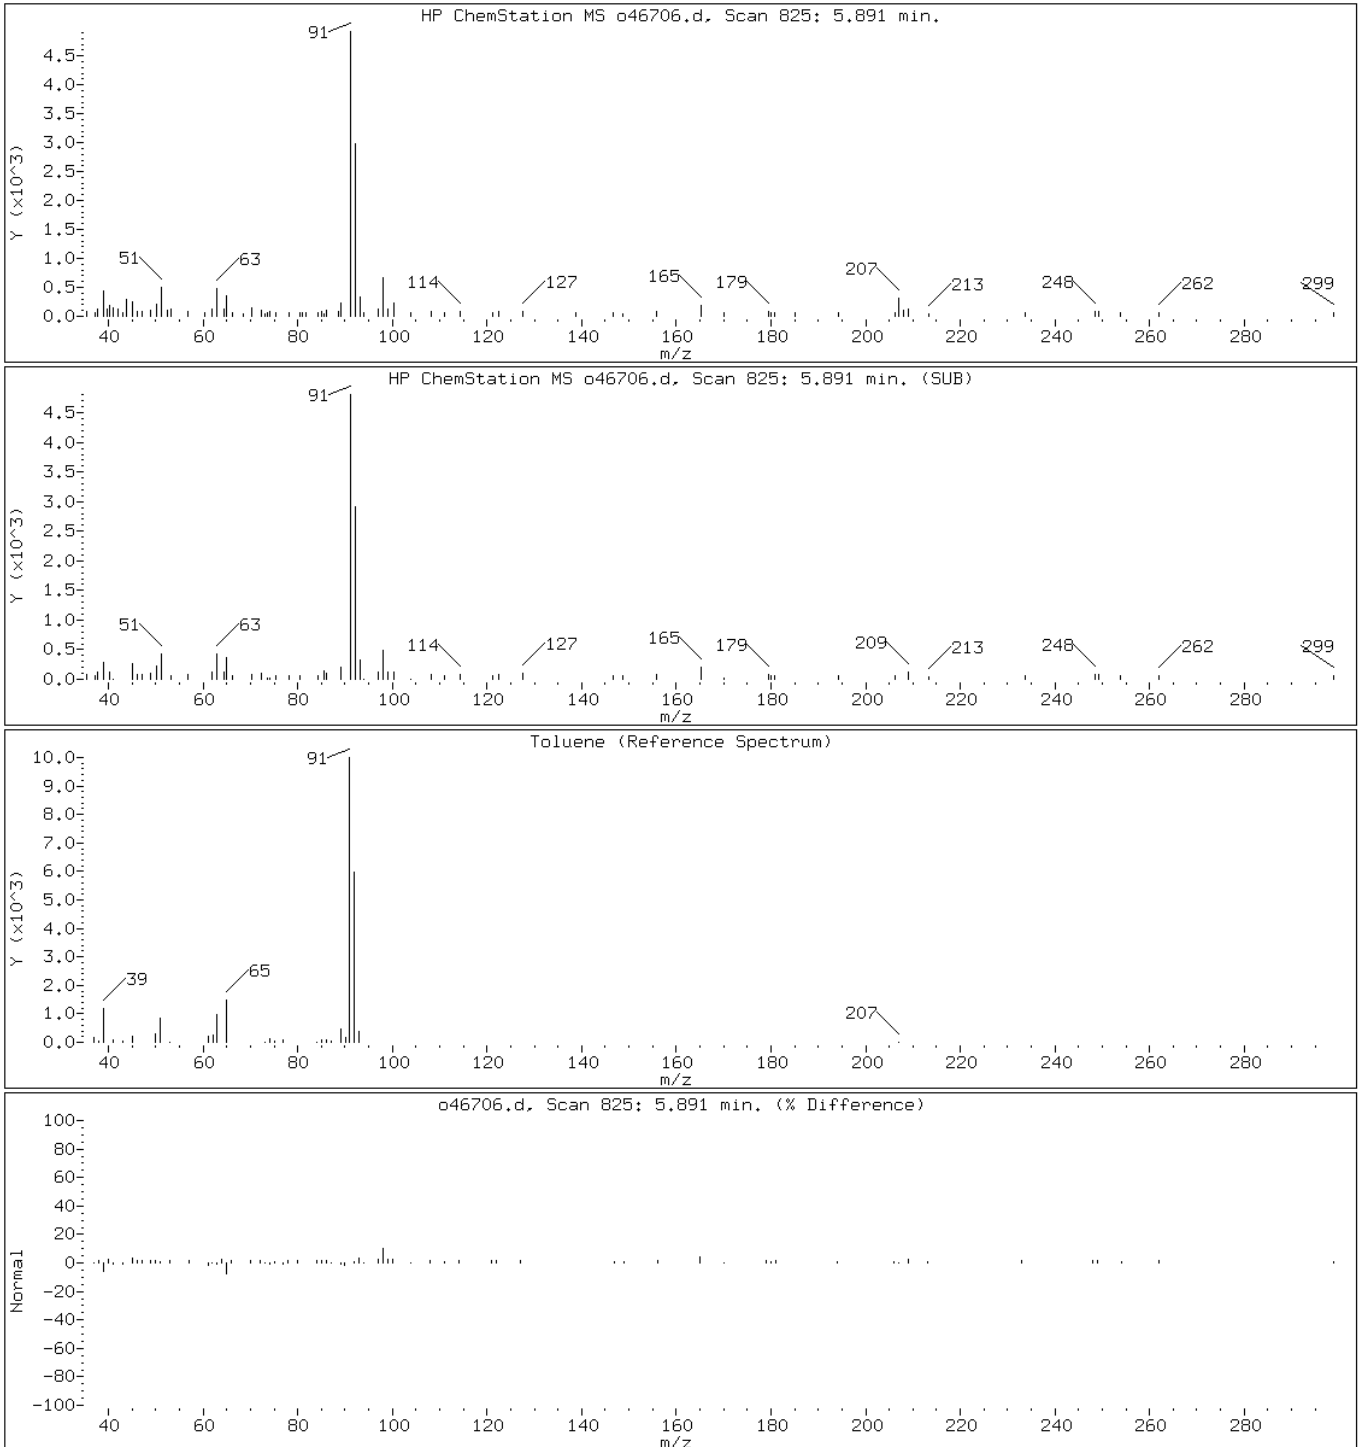 HP ChemStation MS o46706.d, Scan 825: 5.891 min.
91
4.5
4.0
3.5
3.0
2.5
2.0
1.5
1.0
0.5
0.0
Y (x10^3)
51 63 114 127 165 179 207 213 248 262 299
40 60 80 100 120 140 160 180 200 220 240 260 280
m/z
HP ChemStation MS o46706.d, Scan 825: 5.891 min. (SUB)
91
4.5
4.0
3.5
3.0
2.5
2.0
1.5
1.0
0.5
0.0
Y (x10^3)
51 63 114 127 165 179 209 213 248 262 299
40 60 80 100 120 140 160 180 200 220 240 260 280
m/z
Toluene (Reference Spectrum)
91
10.0
9.0
8.0
7.0
6.0
5.0
4.0
3.0
2.0
1.0
0.0
Y (x10^3)
39 65 207
40 60 80 100 120 140 160 180 200 220 240 260 280
m/z
o46706.d, Scan 825: 5.891 min. (% Difference)
100
80
60
40
20
0
-20
-40
-60
-80
-100
Normal
40 60 80 100 120 140 160 180 200 220 240 260 280
m/z